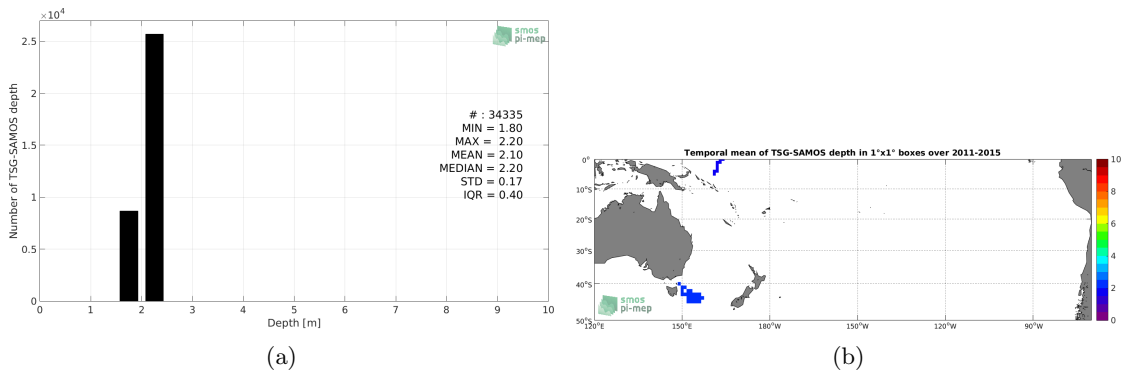 ×10⁴
2.5
2
1.5
1
0.5
0
Number of TSG-SAMOS depth
smos
pi-mep
# : 34335
MIN = 1.80
MAX = 2.20
MEAN = 2.10
MEDIAN = 2.20
STD = 0.17
IQR = 0.40
0 1 2 3 4 5 6 7 8 9 10
Depth [m]
(a)
Temporal mean of TSG-SAMOS depth in 1°x1° boxes over 2011-2015
0°
10°S
20°S
30°S
40°S
50°S
smos
pi-mep
120°E 150°E 180°W 150°W 120°W 90°W
10
8
6
4
2
0
(b)